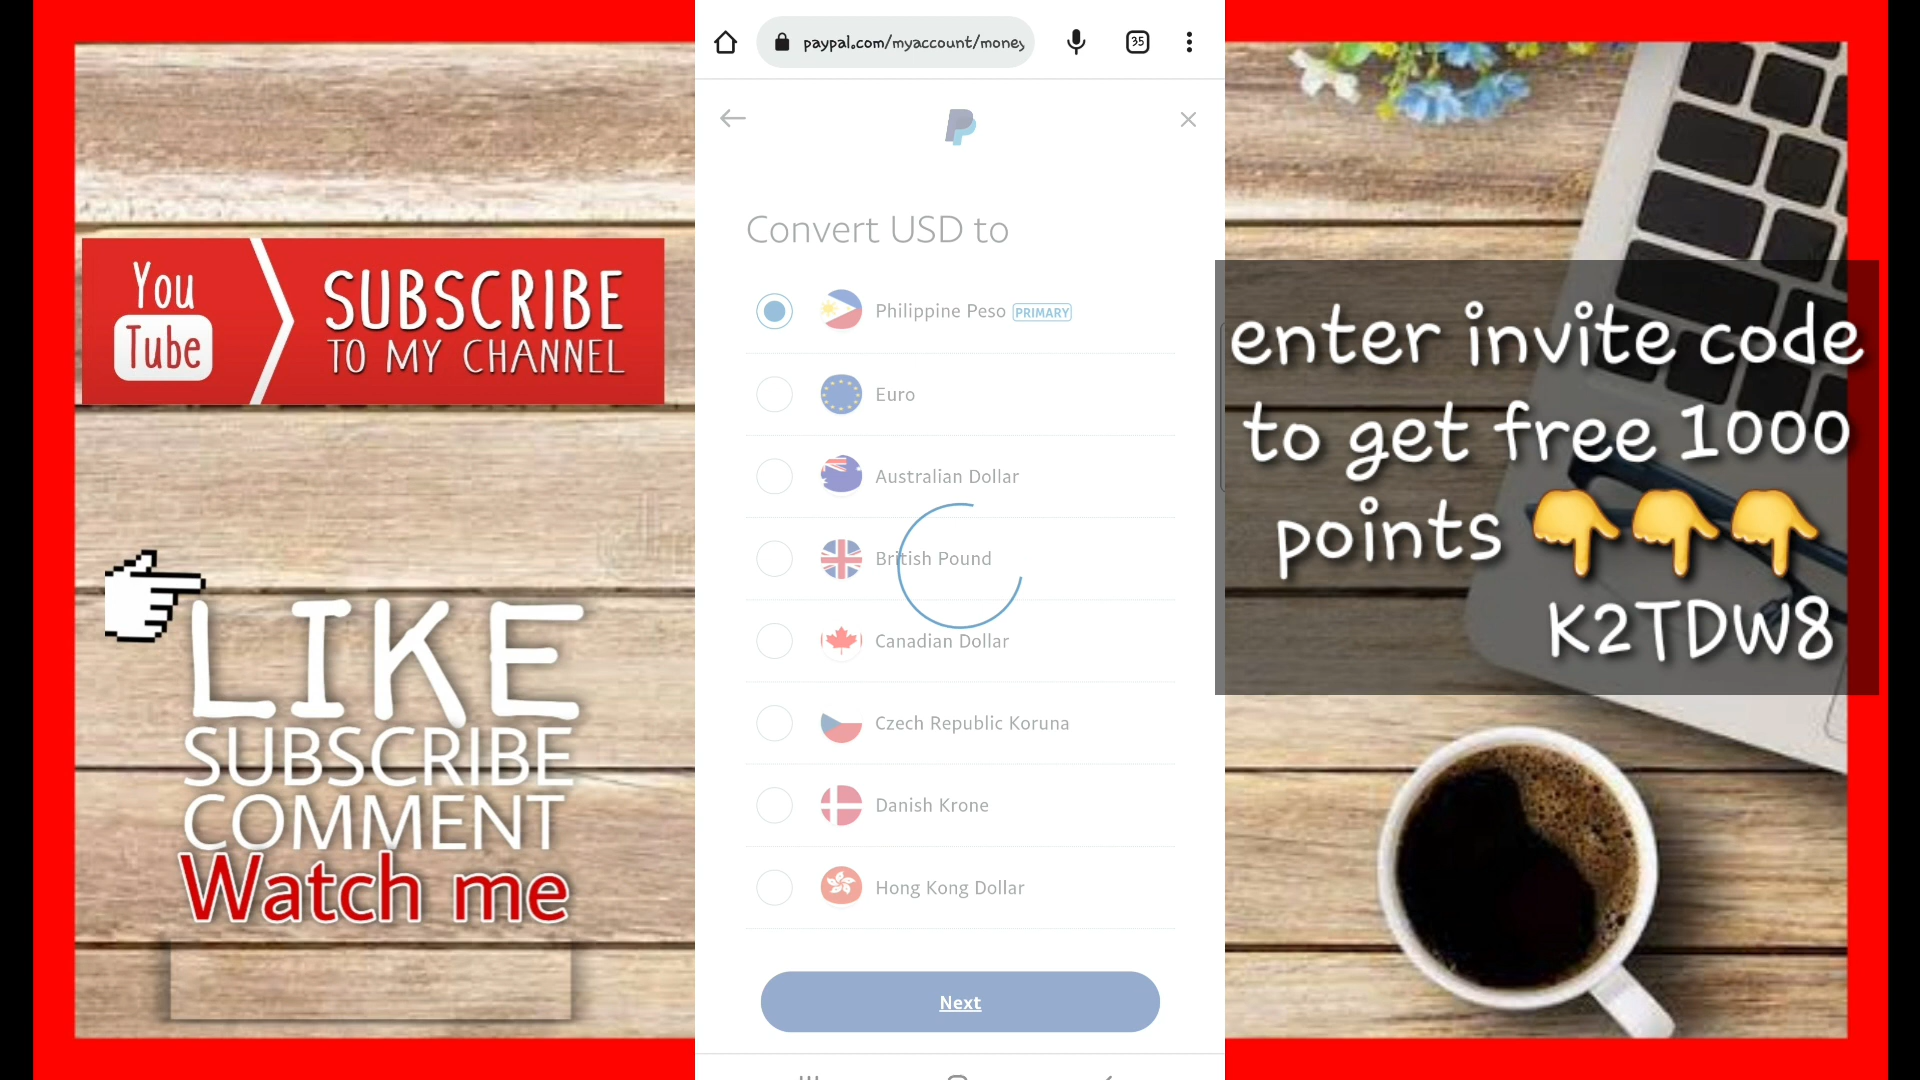 You
Tube
SUBSCRIBE
TO MY CHANNEL
LIKE
SUBSCRIBE
COMMENT
Watch me
paypal.com/myaccount/money
35
Convert USD to
Philippine Peso PRIMARY
Euro
Australian Dollar
British Pound
Canadian Dollar
Czech Republic Koruna
Danish Krone
Hong Kong Dollar
Next
enter invite code
to get free 1000
points 👇👇👇
K2TDW8